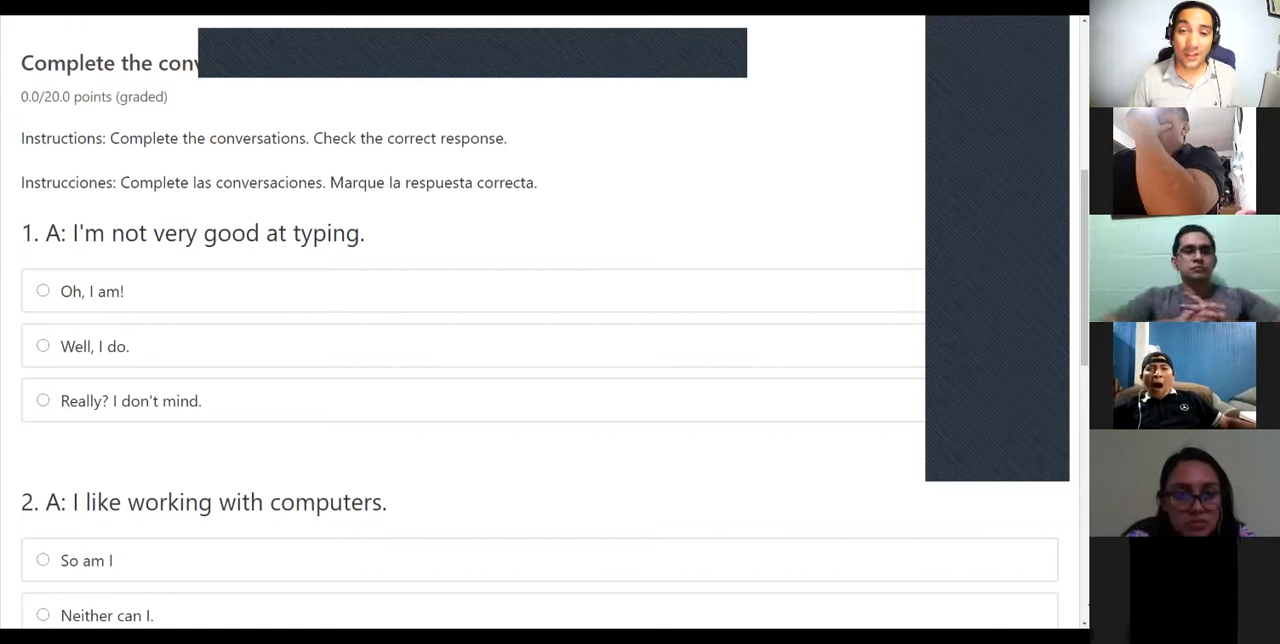 Complete the con
0.0/20.0 points (graded)
Instructions: Complete the conversations. Check the correct response.
Instrucciones: Complete las conversaciones. Marque la respuesta correcta.
1. A: I'm not very good at typing.
Oh, I am!
Well, I do.
Really? I don't mind.
2. A: I like working with computers.
So am I
Neither can I.